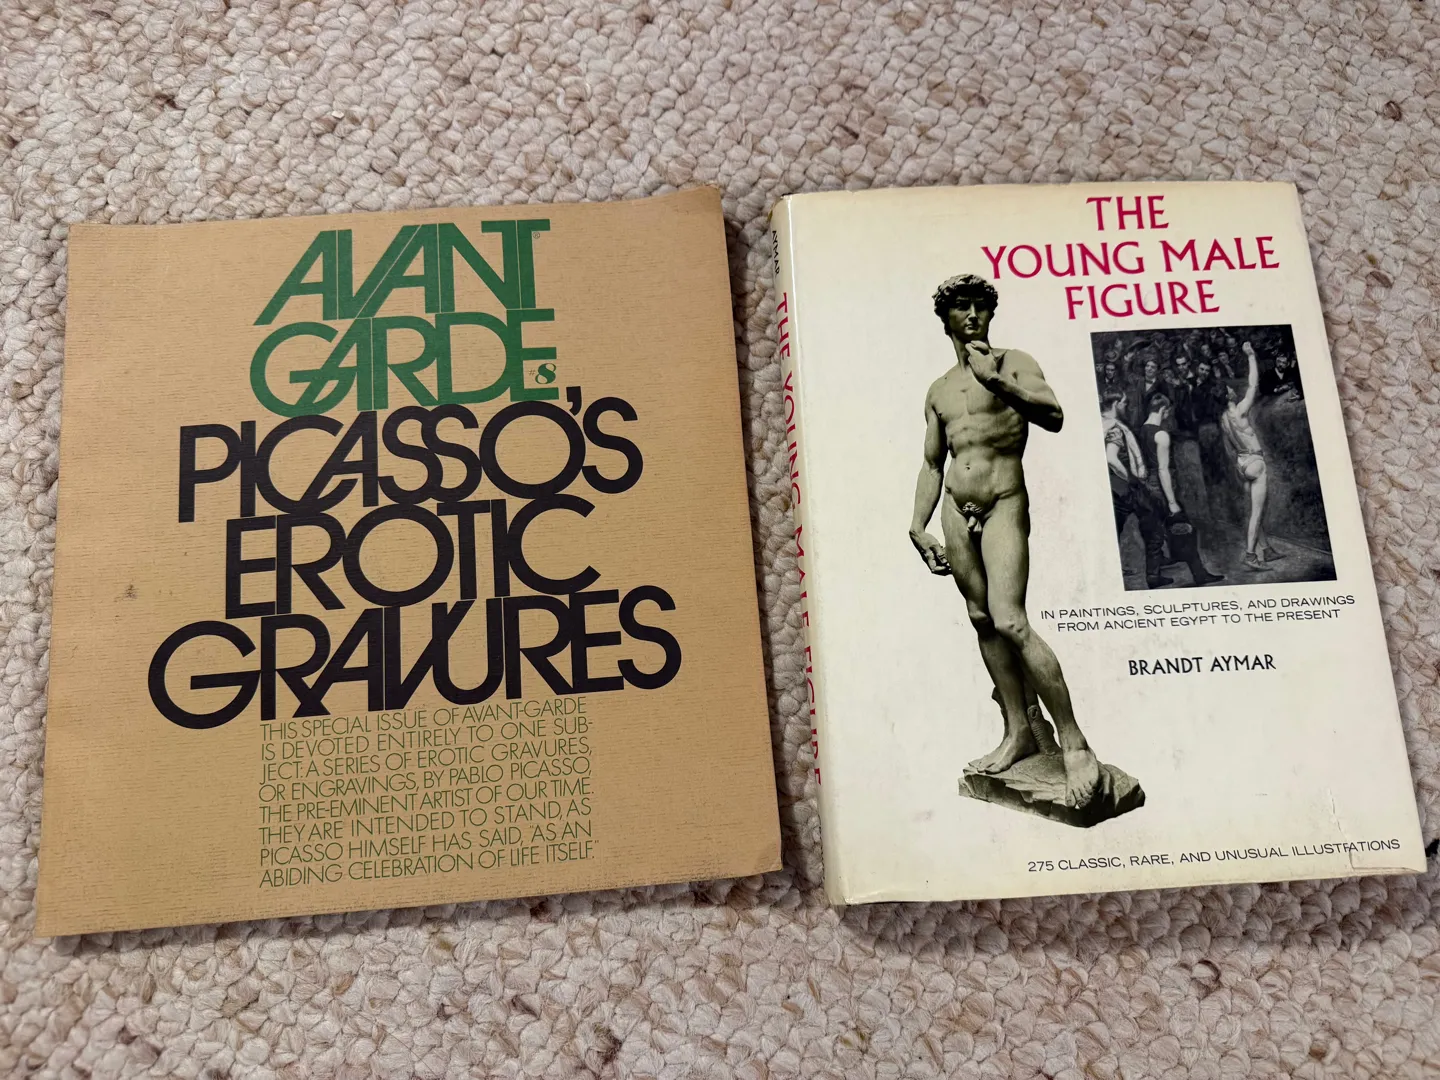 AVANT
GARDE #8
PICASSO'S
EROTIC
GRAVURES
THIS SPECIAL ISSUE OF AVANT-GARDE
IS DEVOTED ENTIRELY TO ONE SUB-
JECT: A SERIES OF EROTIC GRAVURES,
OR ENGRAVINGS, BY PABLO PICASSO,
THE PRE-EMINENT ARTIST OF OUR TIME.
THEY ARE INTENDED TO STAND, AS
PICASSO HIMSELF HAS SAID, "AS AN
ABIDING CELEBRATION OF LIFE ITSELF."
AYMAR THE YOUNG MALE FIGURE
THE
YOUNG MALE
FIGURE
IN PAINTINGS, SCULPTURES, AND DRAWINGS
FROM ANCIENT EGYPT TO THE PRESENT
BRANDT AYMAR
275 CLASSIC, RARE, AND UNUSUAL ILLUSTRATIONS